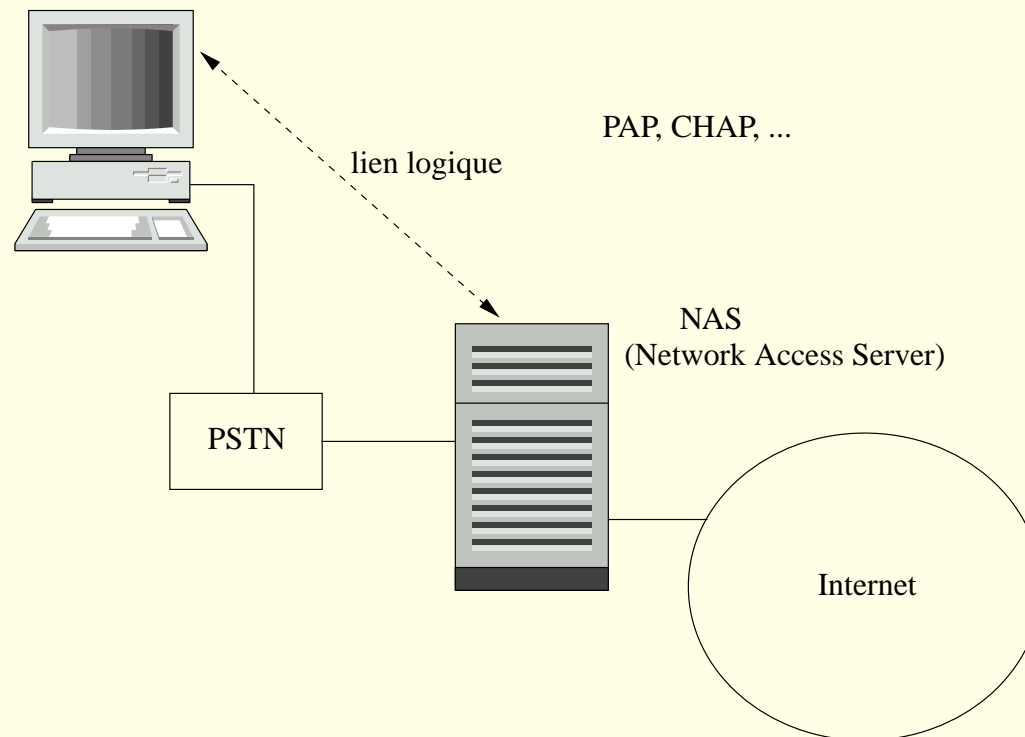 PAP, CHAP, ...
lien logique
NAS
(Network Access Server)
PSTN
Internet